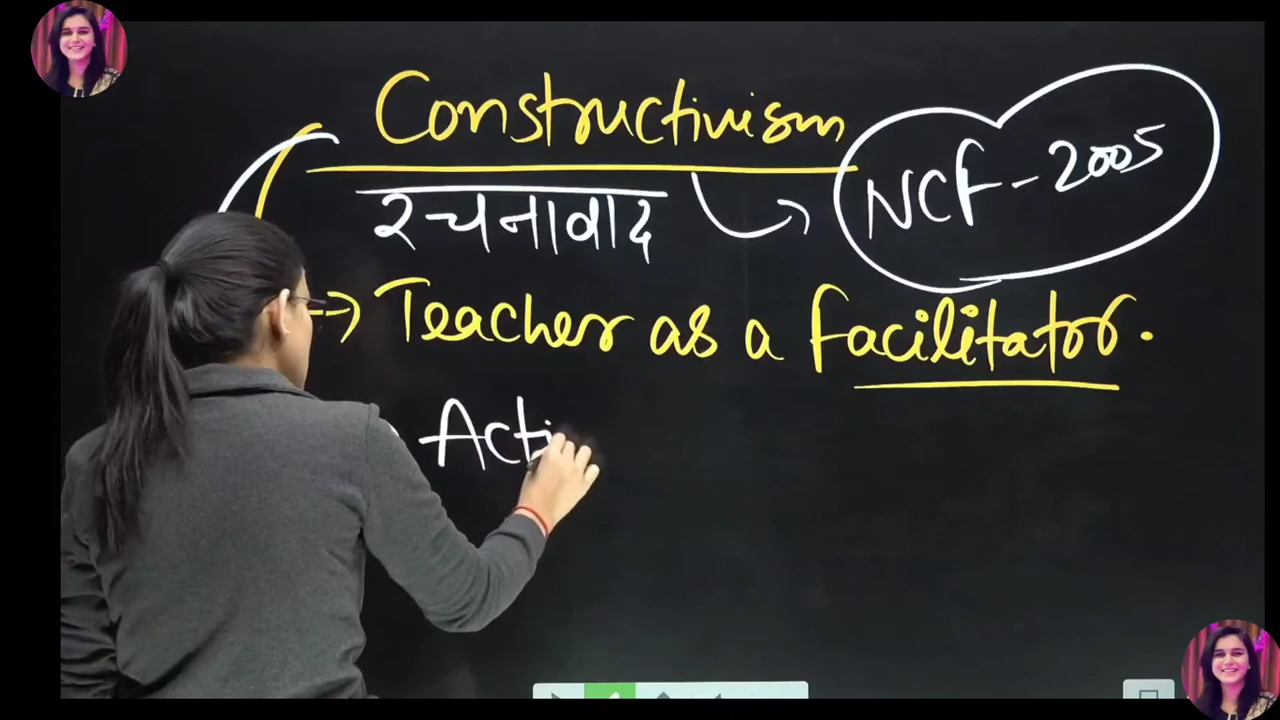 Constructivism
रचनावाद
NCF-2005
→ Teacher as a facilitator.
Acti